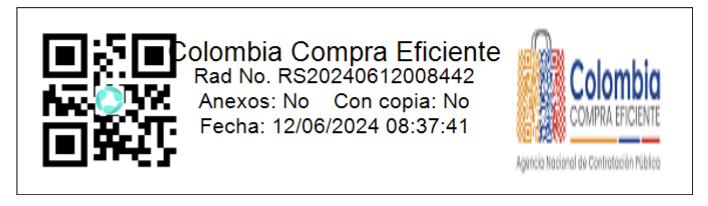 Colombia Compra Eficiente
Rad No. RS20240612008442
Anexos: No Con copia: No
Fecha: 12/06/2024 08:37:41
Colombia
COMPRA EFICIENTE
Agencia Nacional de Contratación Pública